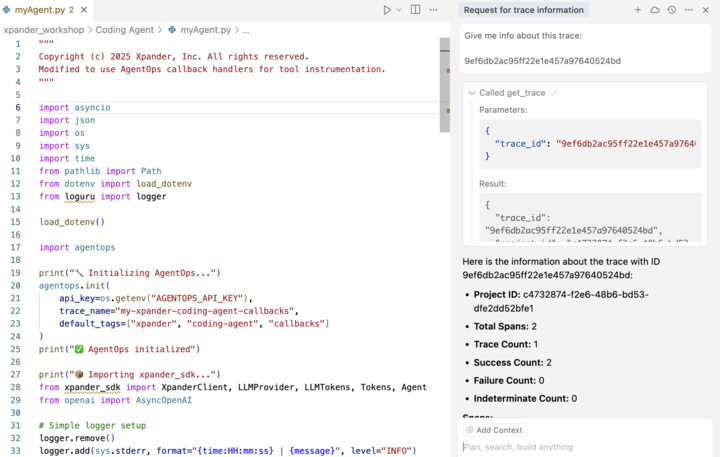 myAgent.py 2
xpander_workshop > Coding Agent > myAgent.py > ...
1 """
2 Copyright (c) 2025 Xpander, Inc. All rights reserved.
3 Modified to use AgentOps callback handlers for tool instrumentation.
4 """
5
6 import asyncio
7 import json
8 import os
9 import sys
10 import time
11 from pathlib import Path
12 from dotenv import load_dotenv
13 from loguru import logger
14
15 load_dotenv()
16
17 import agentops
18
19 print("🔧 Initializing AgentOps...")
20 agentops.init(
21     api_key=os.getenv("AGENTOPS_API_KEY"),
22     trace_name="my-xpander-coding-agent-callbacks",
23     default_tags=["xpander", "coding-agent", "callbacks"]
24 )
25 print("✅ AgentOps initialized")
26
27 print("📦 Importing xpander_sdk...")
28 from xpander_sdk import XpanderClient, LLMProvider, LLMTokens, Tokens, Agent
29 from openai import AsyncOpenAI
30
31 # Simple logger setup
32 logger.remove()
33 logger.add(sys.stderr, format="{time:HH:mm:ss} | {message}", level="INFO")
Request for trace information
Give me info about this trace:
9ef6db2ac95ff22e1e457a97640524bd
Called get_trace
Parameters:
{
"trace_id": "9ef6db2ac95ff22e1e457a9764
}
Result:
{
"trace_id":
"9ef6db2ac95ff22e1e457a97640524bd",
Here is the information about the trace with ID
9ef6db2ac95ff22e1e457a97640524bd:
• Project ID: c4732874-f2e6-48b6-bd53-
dfe2dd52bfe1
• Total Spans: 2
• Trace Count: 1
• Success Count: 2
• Failure Count: 0
• Indeterminate Count: 0
Spans:
@ Add Context
Plan, search, build anything